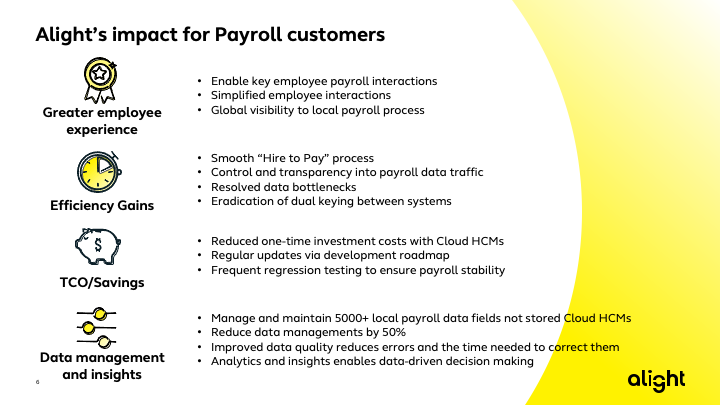 Alight's impact for Payroll customers
Greater employee
experience
• Enable key employee payroll interactions
• Simplified employee interactions
• Global visibility to local payroll process
Efficiency Gains
• Smooth “Hire to Pay” process
• Control and transparency into payroll data traffic
• Resolved data bottlenecks
• Eradication of dual keying between systems
$
TCO/Savings
• Reduced one-time investment costs with Cloud HCMs
• Regular updates via development roadmap
• Frequent regression testing to ensure payroll stability
Data management
and insights
• Manage and maintain 5000+ local payroll data fields not stored Cloud HCMs
• Reduce data managements by 50%
• Improved data quality reduces errors and the time needed to correct them
• Analytics and insights enables data-driven decision making
6
alight